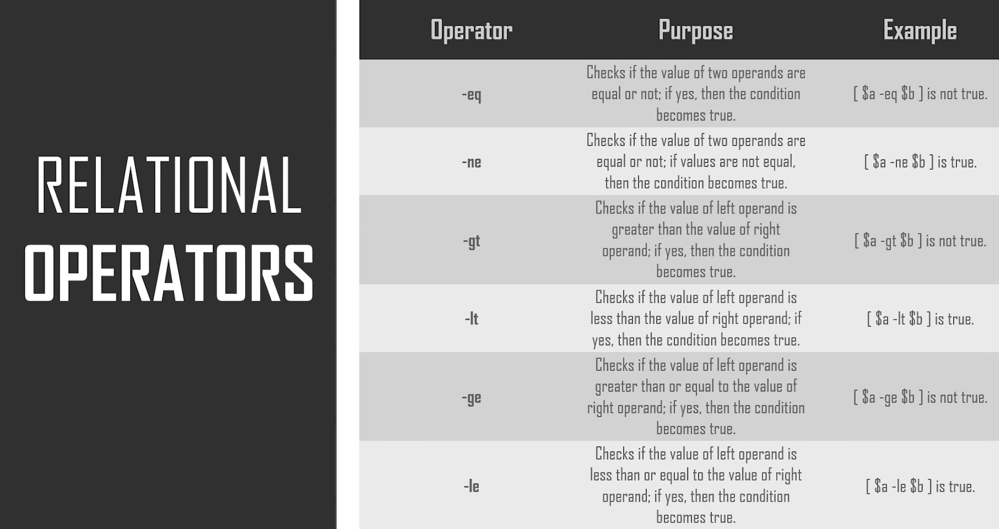 RELATIONAL
OPERATORS
Operator Purpose Example
-eq
Checks if the value of two operands are
equal or not; if yes, then the condition
becomes true.
[ $a -eq $b ] is not true.
-ne
Checks if the value of two operands are
equal or not; if values are not equal,
then the condition becomes true.
[ $a -ne $b ] is true.
-gt
Checks if the value of left operand is
greater than the value of right
operand; if yes, then the condition
becomes true.
[ $a -gt $b ] is not true.
-lt
Checks if the value of left operand is
less than the value of right operand; if
yes, then the condition becomes true.
[ $a -lt $b ] is true.
-ge
Checks if the value of left operand is
greater than or equal to the value of
right operand; if yes, then the condition
becomes true.
[ $a -ge $b ] is not true.
-le
Checks if the value of left operand is
less than or equal to the value of right
operand; if yes, then the condition
becomes true.
[ $a -le $b ] is true.